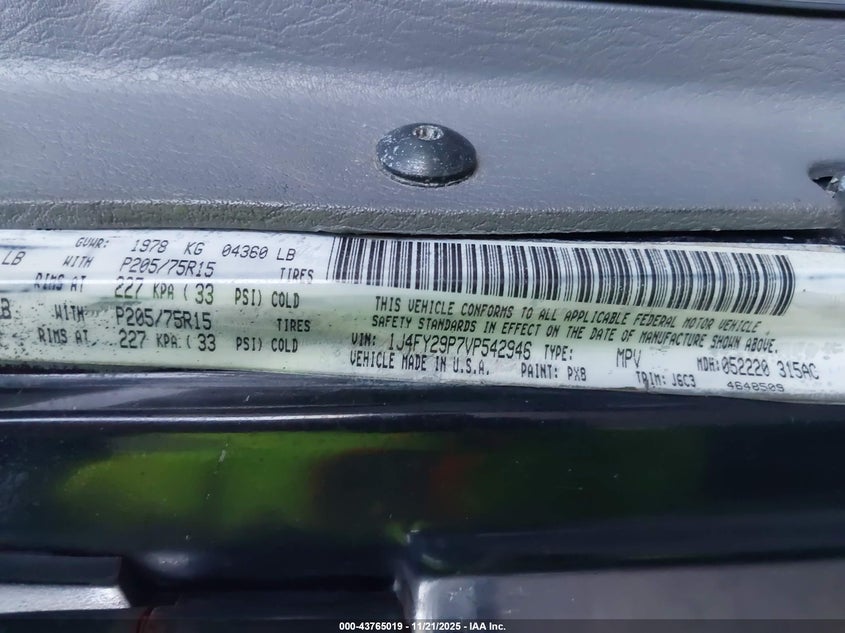 GVWR: 1978 KG 04360 LB
LB WITH P205/75R15 TIRES
RIMS AT 227 KPA ( 33 PSI) COLD
WITH P205/75R15 TIRES
RIMS AT 227 KPA ( 33 PSI) COLD
THIS VEHICLE CONFORMS TO ALL APPLICABLE FEDERAL MOTOR VEHICLE
SAFETY STANDARDS IN EFFECT ON THE DATE OF MANUFACTURE SHOWN ABOVE.
VIN: 1J4FY29P7VP542946 TYPE: MPV MDH: 052220 315AC
VEHICLE MADE IN U.S.A. PAINT: PXB TRIM: J6C3 4648509
000-43765019 - 11/21/2025 - IAA Inc.